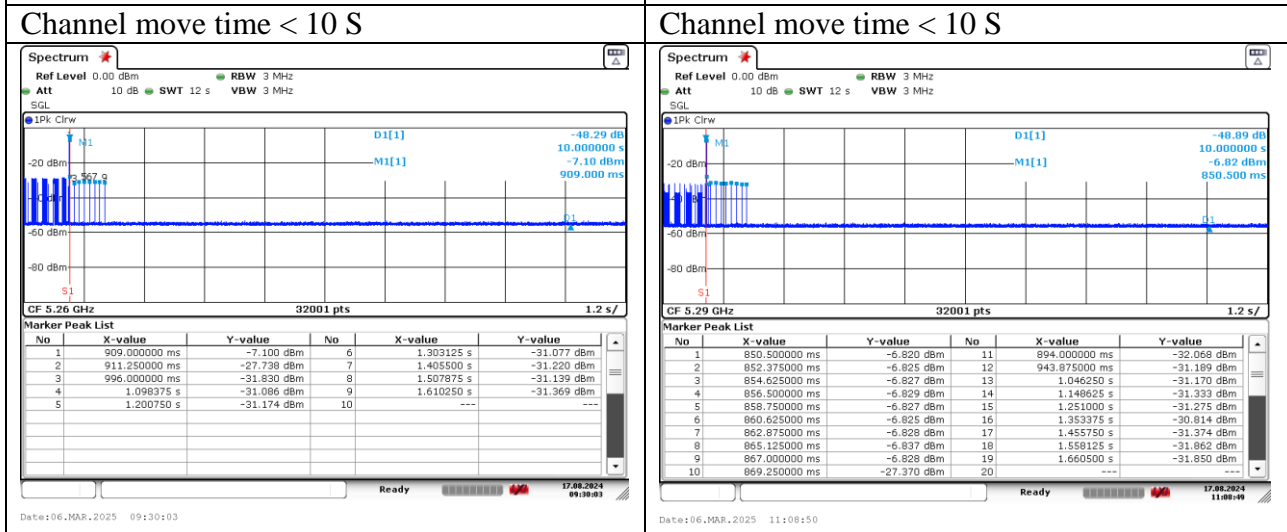 Channel move time < 10 S
Spectrum
Ref Level 0.00 dBm RBW 3 MHz
Att 10 dB SWT 12 s VBW 3 MHz
SGL
1Pk Clrw
M1
D1[1] -48.29 dB
10.000000 s
M1[1] -7.10 dBm
909.000 ms
-20 dBm
-60 dBm
D1
-80 dBm
S1
CF 5.26 GHz 32001 pts 1.2 s/
Marker Peak List
No X-value Y-value No X-value Y-value
1 909.000000 ms -7.100 dBm 6 1.303125 s -31.077 dBm
2 911.250000 ms -27.738 dBm 7 1.405500 s -31.220 dBm
3 996.000000 ms -31.830 dBm 8 1.507875 s -31.139 dBm
4 1.098375 s -31.086 dBm 9 1.610250 s -31.369 dBm
5 1.200750 s -31.174 dBm 10 --- ---
Ready 17.08.2024
09:30:03
Date:06.MAR.2025 09:30:03
Channel move time < 10 S
Spectrum
Ref Level 0.00 dBm RBW 3 MHz
Att 10 dB SWT 12 s VBW 3 MHz
SGL
1Pk Clrw
M1
D1[1] -48.89 dB
10.000000 s
M1[1] -6.82 dBm
850.500 ms
-20 dBm
-60 dBm
D1
-80 dBm
S1
CF 5.29 GHz 32001 pts 1.2 s/
Marker Peak List
No X-value Y-value No X-value Y-value
1 850.500000 ms -6.820 dBm 11 894.000000 ms -32.068 dBm
2 852.375000 ms -6.825 dBm 12 943.875000 ms -31.189 dBm
3 854.625000 ms -6.827 dBm 13 1.046250 s -31.170 dBm
4 856.500000 ms -6.829 dBm 14 1.148625 s -31.333 dBm
5 858.750000 ms -6.827 dBm 15 1.251000 s -31.275 dBm
6 860.625000 ms -6.825 dBm 16 1.353375 s -30.814 dBm
7 862.875000 ms -6.828 dBm 17 1.455750 s -31.374 dBm
8 865.125000 ms -6.837 dBm 18 1.558125 s -31.862 dBm
9 867.000000 ms -6.828 dBm 19 1.660500 s -31.850 dBm
10 869.250000 ms -27.370 dBm 20 --- ---
Ready 17.08.2024
11:08:49
Date:06.MAR.2025 11:08:50